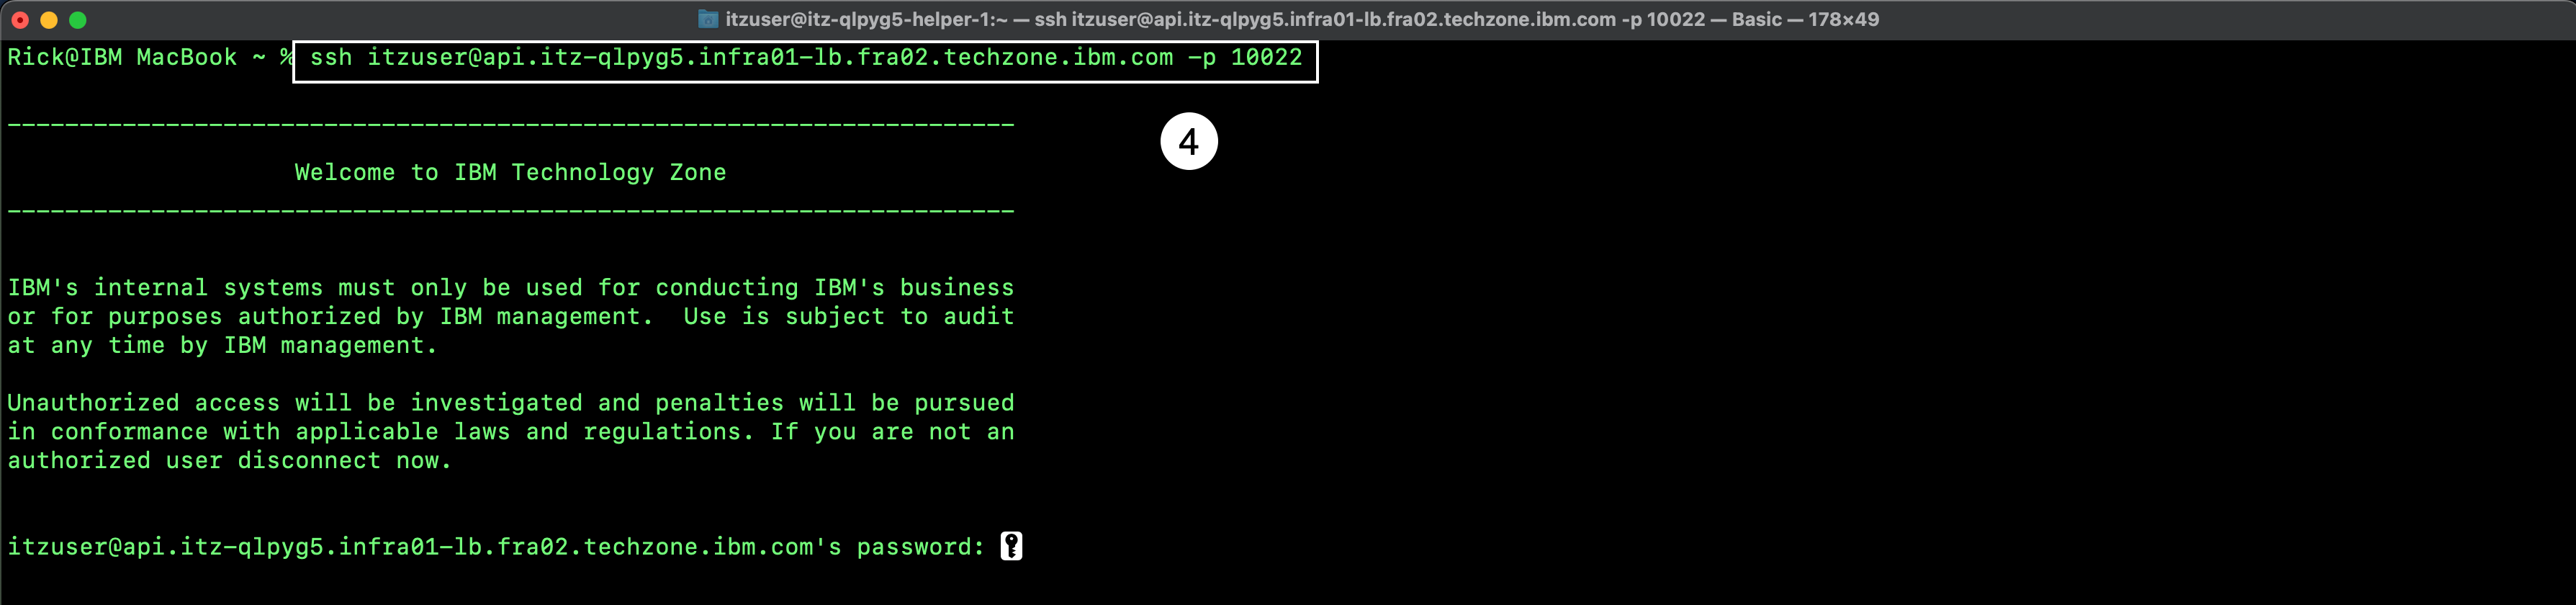 itzuser@itz-qlpyg5-helper-1:~ — ssh itzuser@api.itz-qlpyg5.infra01-lb.fra02.techzone.ibm.com -p 10022 — Basic — 178×49
Rick@IBM MacBook ~ % ssh itzuser@api.itz-qlpyg5.infra01-lb.fra02.techzone.ibm.com -p 10022
----------------------------------------------------------------------
4
Welcome to IBM Technology Zone
----------------------------------------------------------------------
IBM's internal systems must only be used for conducting IBM's business
or for purposes authorized by IBM management.  Use is subject to audit
at any time by IBM management.
Unauthorized access will be investigated and penalties will be pursued
in conformance with applicable laws and regulations. If you are not an
authorized user disconnect now.
itzuser@api.itz-qlpyg5.infra01-lb.fra02.techzone.ibm.com's password: